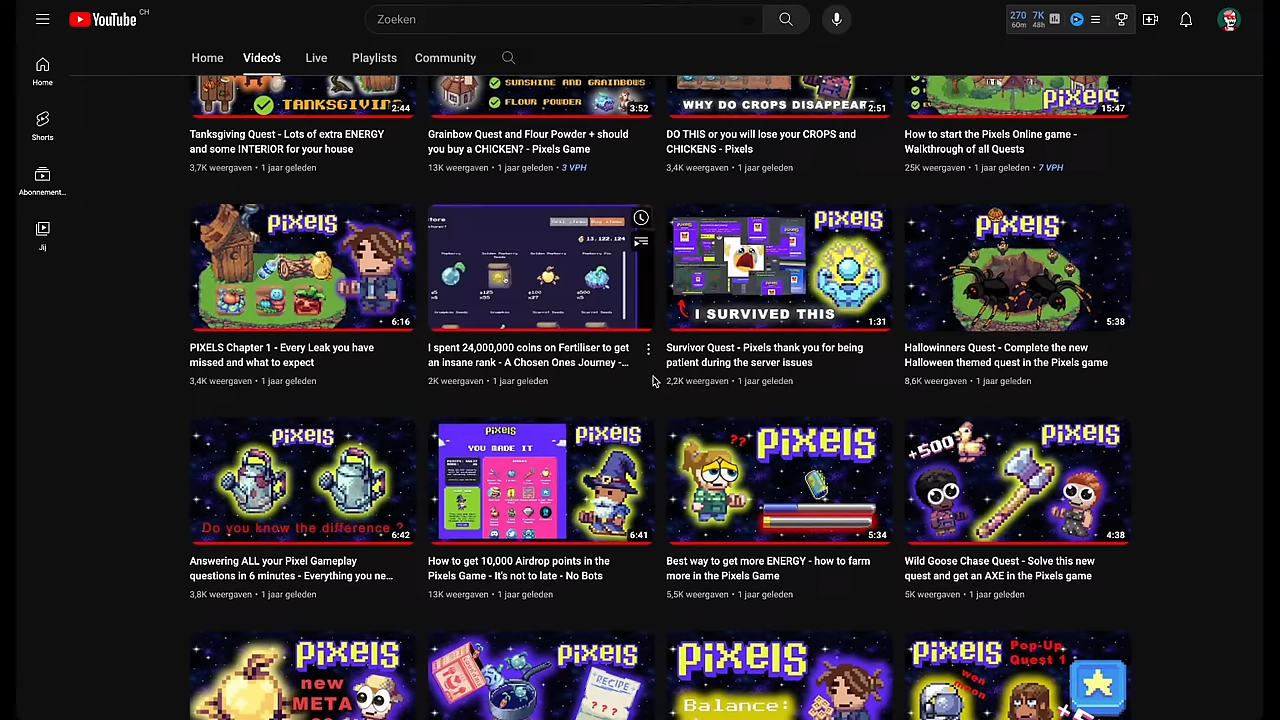 YouTube CH
Zoeken
270 7K
60m 48h
Home Video's Live Playlists Community
Home
Shorts
Abonnement...
Jij
TANKSGIVIN
2:44
SUNSHINE AND GRAINBOWS
FLOUR POWDER
3:52
WHY DO CROPS DISAPPEAR
2:51
pixels
15:47
Tanksgiving Quest - Lots of extra ENERGY
and some INTERIOR for your house
3,7K weergaven • 1 jaar geleden
Grainbow Quest and Flour Powder + should
you buy a CHICKEN? - Pixels Game
13K weergaven • 1 jaar geleden • 3 VPH
DO THIS or you will lose your CROPS and
CHICKENS - Pixels
3,4K weergaven • 1 jaar geleden
How to start the Pixels Online game -
Walkthrough of all Quests
25K weergaven • 1 jaar geleden • 7 VPH
pixels
6:16
13,122,124
pixels
I SURVIVED THIS
1:31
pixels
5:38
PIXELS Chapter 1 - Every Leak you have
missed and what to expect
3,4K weergaven • 1 jaar geleden
I spent 24,000,000 coins on Fertiliser to get
an insane rank - A Chosen Ones Journey -...
2K weergaven • 1 jaar geleden
Survivor Quest - Pixels thank you for being
patient during the server issues
2,2K weergaven • 1 jaar geleden
Hallowinners Quest - Complete the new
Halloween themed quest in the Pixels game
8,6K weergaven • 1 jaar geleden
pixels
Do you know the difference ?
6:42
pixels
YOU MADE IT
pixels
6:41
??
pixels
5:34
+500
pixels
4:38
Answering ALL your Pixel Gameplay
questions in 6 minutes - Everything you ne...
3,8K weergaven • 1 jaar geleden
How to get 10,000 Airdrop points in the
Pixels Game - It's not to late - No Bots
13K weergaven • 1 jaar geleden
Best way to get more ENERGY - how to farm
more in the Pixels Game
5,5K weergaven • 1 jaar geleden
Wild Goose Chase Quest - Solve this new
quest and get an AXE in the Pixels game
5K weergaven • 1 jaar geleden
pixels
new
META
pixels
RECIPE
? ? ?
pixels
Balance:
pixels
Pop-Up
Quest 1
wen